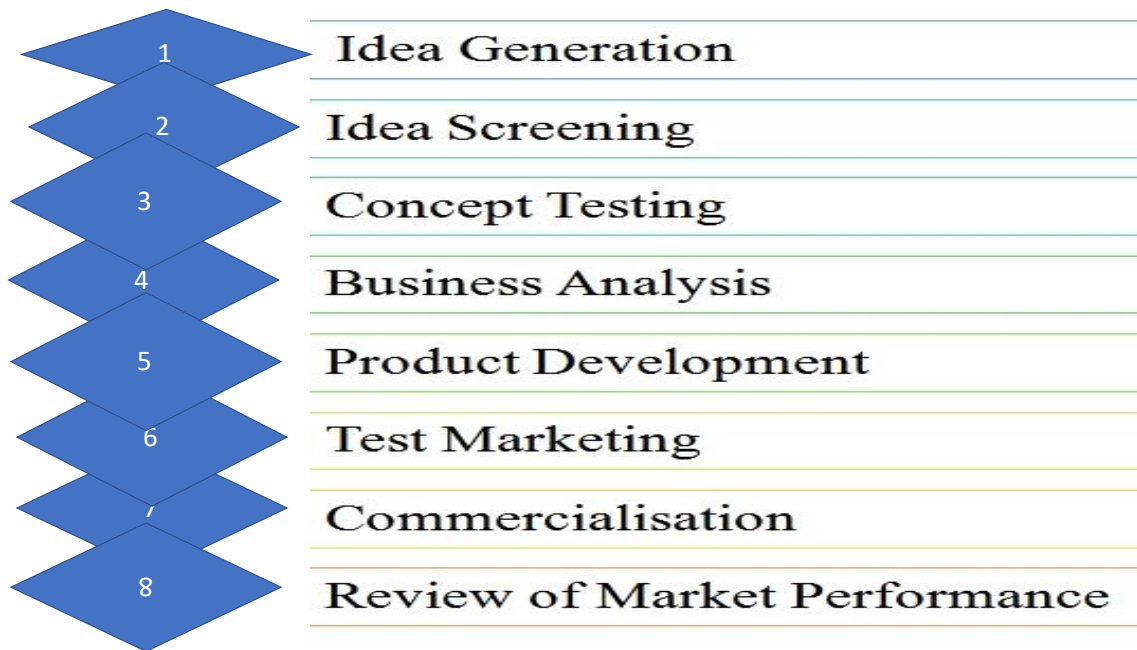 1 Idea Generation
2 Idea Screening
3 Concept Testing
4 Business Analysis
5 Product Development
6 Test Marketing
7 Commercialisation
8 Review of Market Performance